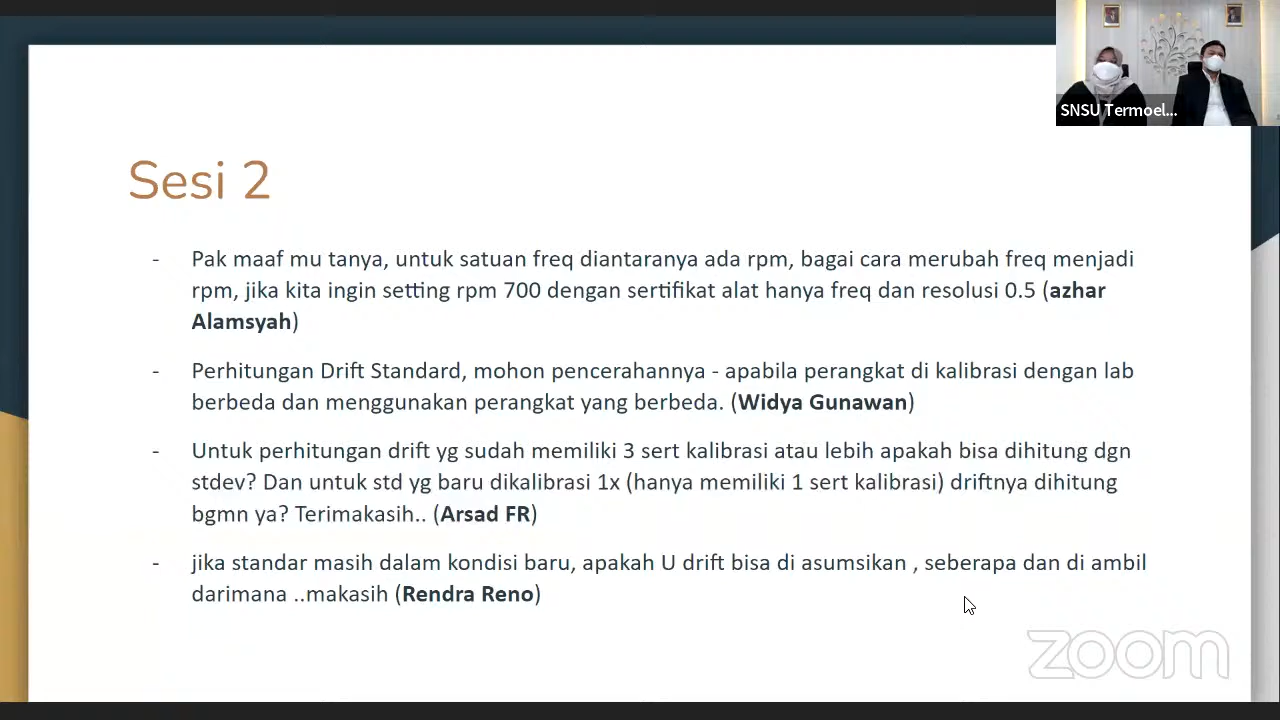 SNSU Termoel...
Sesi 2
- Pak maaf mu tanya, untuk satuan freq diantaranya ada rpm, bagai cara merubah freq menjadi
rpm, jika kita ingin setting rpm 700 dengan sertifikat alat hanya freq dan resolusi 0.5 (azhar
Alamsyah)
- Perhitungan Drift Standard, mohon pencerahannya - apabila perangkat di kalibrasi dengan lab
berbeda dan menggunakan perangkat yang berbeda. (Widya Gunawan)
- Untuk perhitungan drift yg sudah memiliki 3 sert kalibrasi atau lebih apakah bisa dihitung dgn
stdev? Dan untuk std yg baru dikalibrasi 1x (hanya memiliki 1 sert kalibrasi) driftnya dihitung
bgmn ya? Terimakasih.. (Arsad FR)
- jika standar masih dalam kondisi baru, apakah U drift bisa di asumsikan , seberapa dan di ambil
darimana ..makasih (Rendra Reno)
zoom